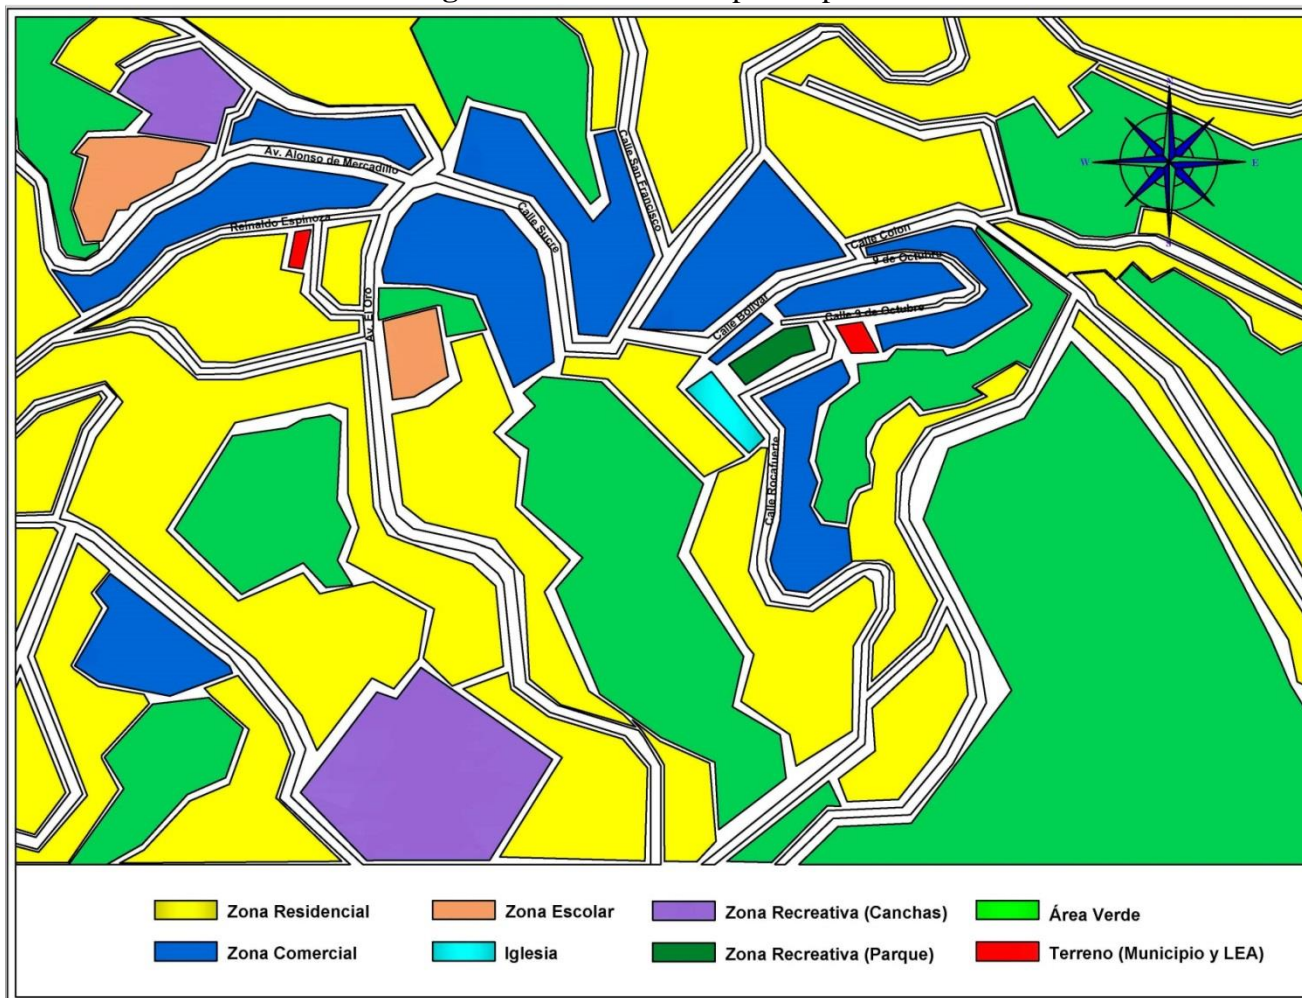 Av. Alonso de Mercadillo
Reinaldo Espinoza
Av. El Oro
Calle Sucre
Calle San Francisco
Calle Colón
9 de Octubre
Calle Bolivar
Calle 9 de Octubre
Calle Rocafuerte
N
W
E
S
Zona Residencial
Zona Escolar
Zona Recreativa (Canchas)
Área Verde
Zona Comercial
Iglesia
Zona Recreativa (Parque)
Terreno (Municipio y LEA)